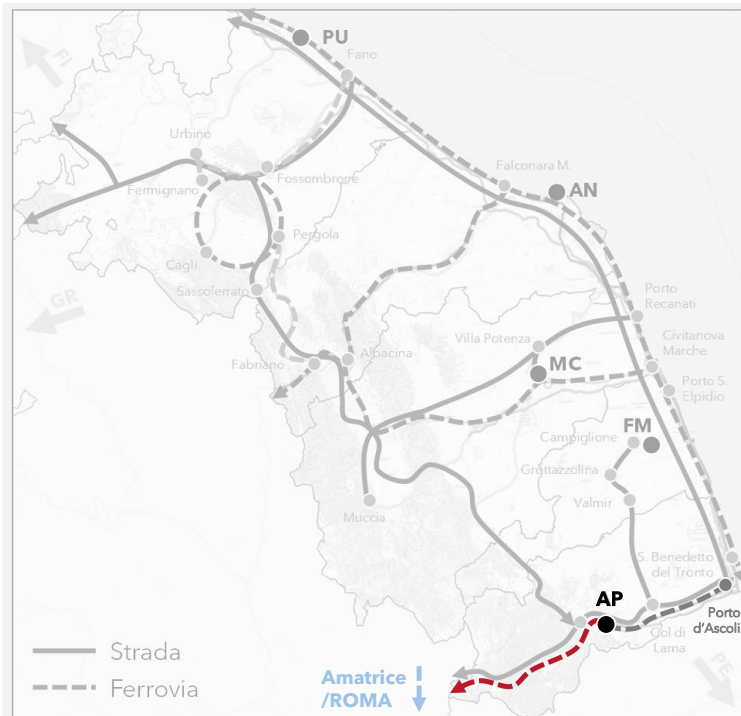 PU
FI
Fano
Urbino
Fermignano
Fossombrone
Falconara M.
AN
Pergola
Cagli
Sassoferrato
GR
Porto
Recanati
Villa Potenza
Civitanova
Marche
Fabriano
Albacina
MC
Porto S.
Elpidio
FM
Campiglione
Grottazzolina
Valmir
Muccia
S. Benedetto
del Tronto
AP
Porto
d'Ascoli
Col di
Lama
Strada
Ferrovia
Amatrice
/ROMA
PE